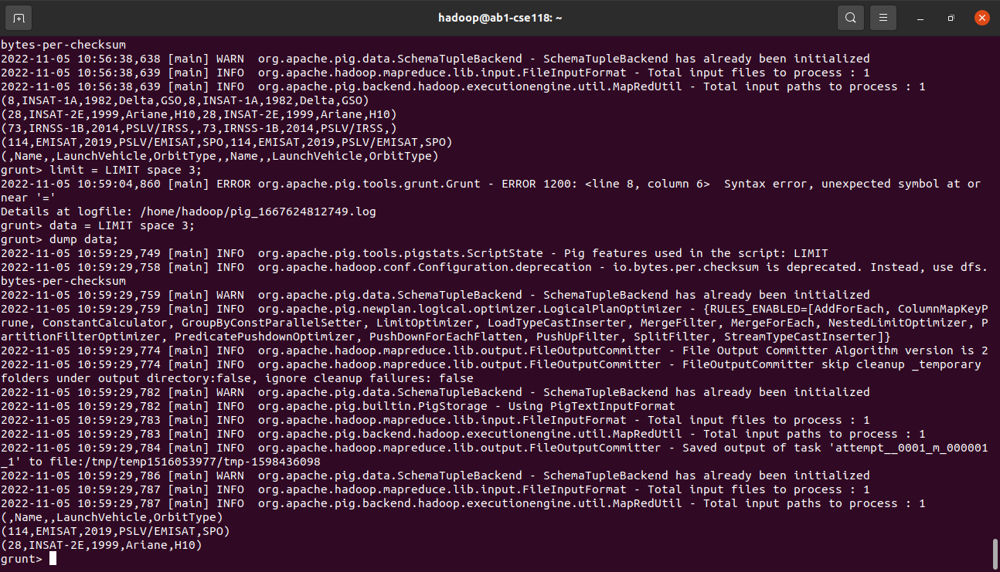 hadoop@ab1-cse118: ~
bytes-per-checksum
2022-11-05 10:56:38,638 [main] WARN  org.apache.pig.data.SchemaTupleBackend - SchemaTupleBackend has already been initialized
2022-11-05 10:56:38,639 [main] INFO  org.apache.hadoop.mapreduce.lib.input.FileInputFormat - Total input files to process : 1
2022-11-05 10:56:38,639 [main] INFO  org.apache.pig.backend.hadoop.executionengine.util.MapRedUtil - Total input paths to process : 1
(8,INSAT-1A,1982,Delta,GSO,8,INSAT-1A,1982,Delta,GSO)
(28,INSAT-2E,1999,Ariane,H10,28,INSAT-2E,1999,Ariane,H10)
(73,IRNSS-1B,2014,PSLV/IRSS,,73,IRNSS-1B,2014,PSLV/IRSS,)
(114,EMISAT,2019,PSLV/EMISAT,SPO,114,EMISAT,2019,PSLV/EMISAT,SPO)
(,Name,,LaunchVehicle,OrbitType,,Name,,LaunchVehicle,OrbitType)
grunt> limit = LIMIT space 3;
2022-11-05 10:59:04,860 [main] ERROR org.apache.pig.tools.grunt.Grunt - ERROR 1200: <line 8, column 6>  Syntax error, unexpected symbol at or
near '='
Details at logfile: /home/hadoop/pig_1667624812749.log
grunt> data = LIMIT space 3;
grunt> dump data;
2022-11-05 10:59:29,749 [main] INFO  org.apache.pig.tools.pigstats.ScriptState - Pig features used in the script: LIMIT
2022-11-05 10:59:29,758 [main] INFO  org.apache.hadoop.conf.Configuration.deprecation - io.bytes.per.checksum is deprecated. Instead, use dfs.
bytes-per-checksum
2022-11-05 10:59:29,759 [main] WARN  org.apache.pig.data.SchemaTupleBackend - SchemaTupleBackend has already been initialized
2022-11-05 10:59:29,759 [main] INFO  org.apache.pig.newplan.logical.optimizer.LogicalPlanOptimizer - {RULES_ENABLED=[AddForEach, ColumnMapKeyP
rune, ConstantCalculator, GroupByConstParallelSetter, LimitOptimizer, LoadTypeCastInserter, MergeFilter, MergeForEach, NestedLimitOptimizer, P
artitionFilterOptimizer, PredicatePushdownOptimizer, PushDownForEachFlatten, PushUpFilter, SplitFilter, StreamTypeCastInserter]}
2022-11-05 10:59:29,774 [main] INFO  org.apache.hadoop.mapreduce.lib.output.FileOutputCommitter - File Output Committer Algorithm version is 2
2022-11-05 10:59:29,774 [main] INFO  org.apache.hadoop.mapreduce.lib.output.FileOutputCommitter - FileOutputCommitter skip cleanup _temporary
folders under output directory:false, ignore cleanup failures: false
2022-11-05 10:59:29,782 [main] WARN  org.apache.pig.data.SchemaTupleBackend - SchemaTupleBackend has already been initialized
2022-11-05 10:59:29,782 [main] INFO  org.apache.pig.builtin.PigStorage - Using PigTextInputFormat
2022-11-05 10:59:29,783 [main] INFO  org.apache.hadoop.mapreduce.lib.input.FileInputFormat - Total input files to process : 1
2022-11-05 10:59:29,783 [main] INFO  org.apache.pig.backend.hadoop.executionengine.util.MapRedUtil - Total input paths to process : 1
2022-11-05 10:59:29,784 [main] INFO  org.apache.hadoop.mapreduce.lib.output.FileOutputCommitter - Saved output of task 'attempt__0001_m_000001
_1' to file:/tmp/temp1516053977/tmp-1598436098
2022-11-05 10:59:29,786 [main] WARN  org.apache.pig.data.SchemaTupleBackend - SchemaTupleBackend has already been initialized
2022-11-05 10:59:29,787 [main] INFO  org.apache.hadoop.mapreduce.lib.input.FileInputFormat - Total input files to process : 1
2022-11-05 10:59:29,787 [main] INFO  org.apache.pig.backend.hadoop.executionengine.util.MapRedUtil - Total input paths to process : 1
(,Name,,LaunchVehicle,OrbitType)
(114,EMISAT,2019,PSLV/EMISAT,SPO)
(28,INSAT-2E,1999,Ariane,H10)
grunt>